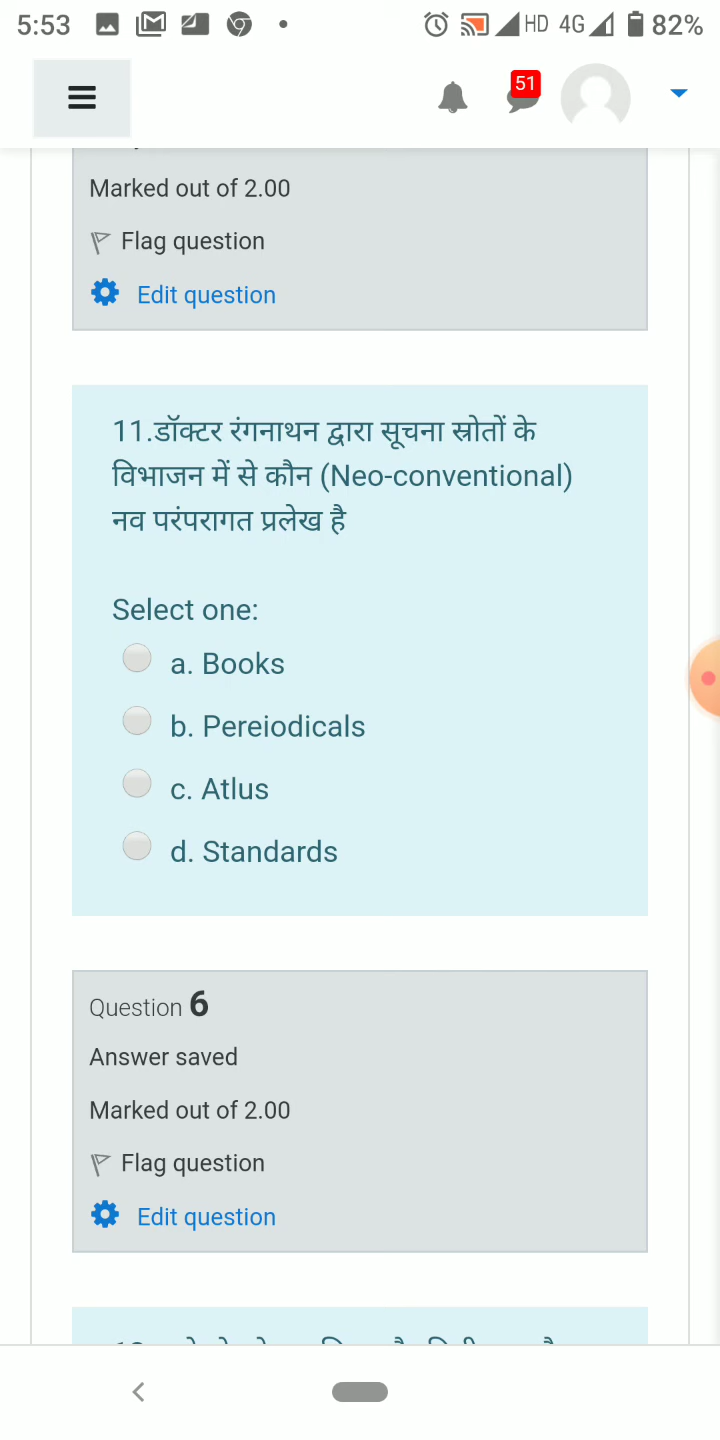 5:53 HD 4G 82%
51
Marked out of 2.00
Flag question
Edit question
11.डॉक्टर रंगनाथन द्वारा सूचना स्रोतों के
विभाजन में से कौन (Neo-conventional)
नव परंपरागत प्रलेख है
Select one:
a. Books
b. Pereiodicals
c. Atlus
d. Standards
Question 6
Answer saved
Marked out of 2.00
Flag question
Edit question